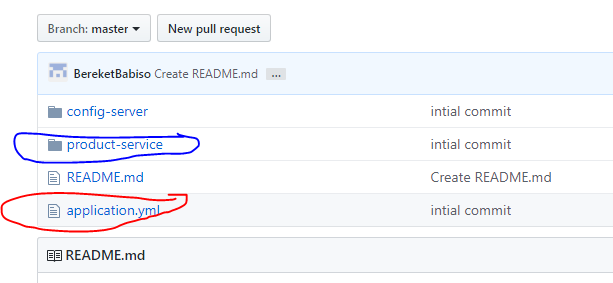 Branch: master New pull request
BereketBabiso Create README.md ...
config-server intial commit
product-service intial commit
README.md Create README.md
application.yml intial commit
README.md